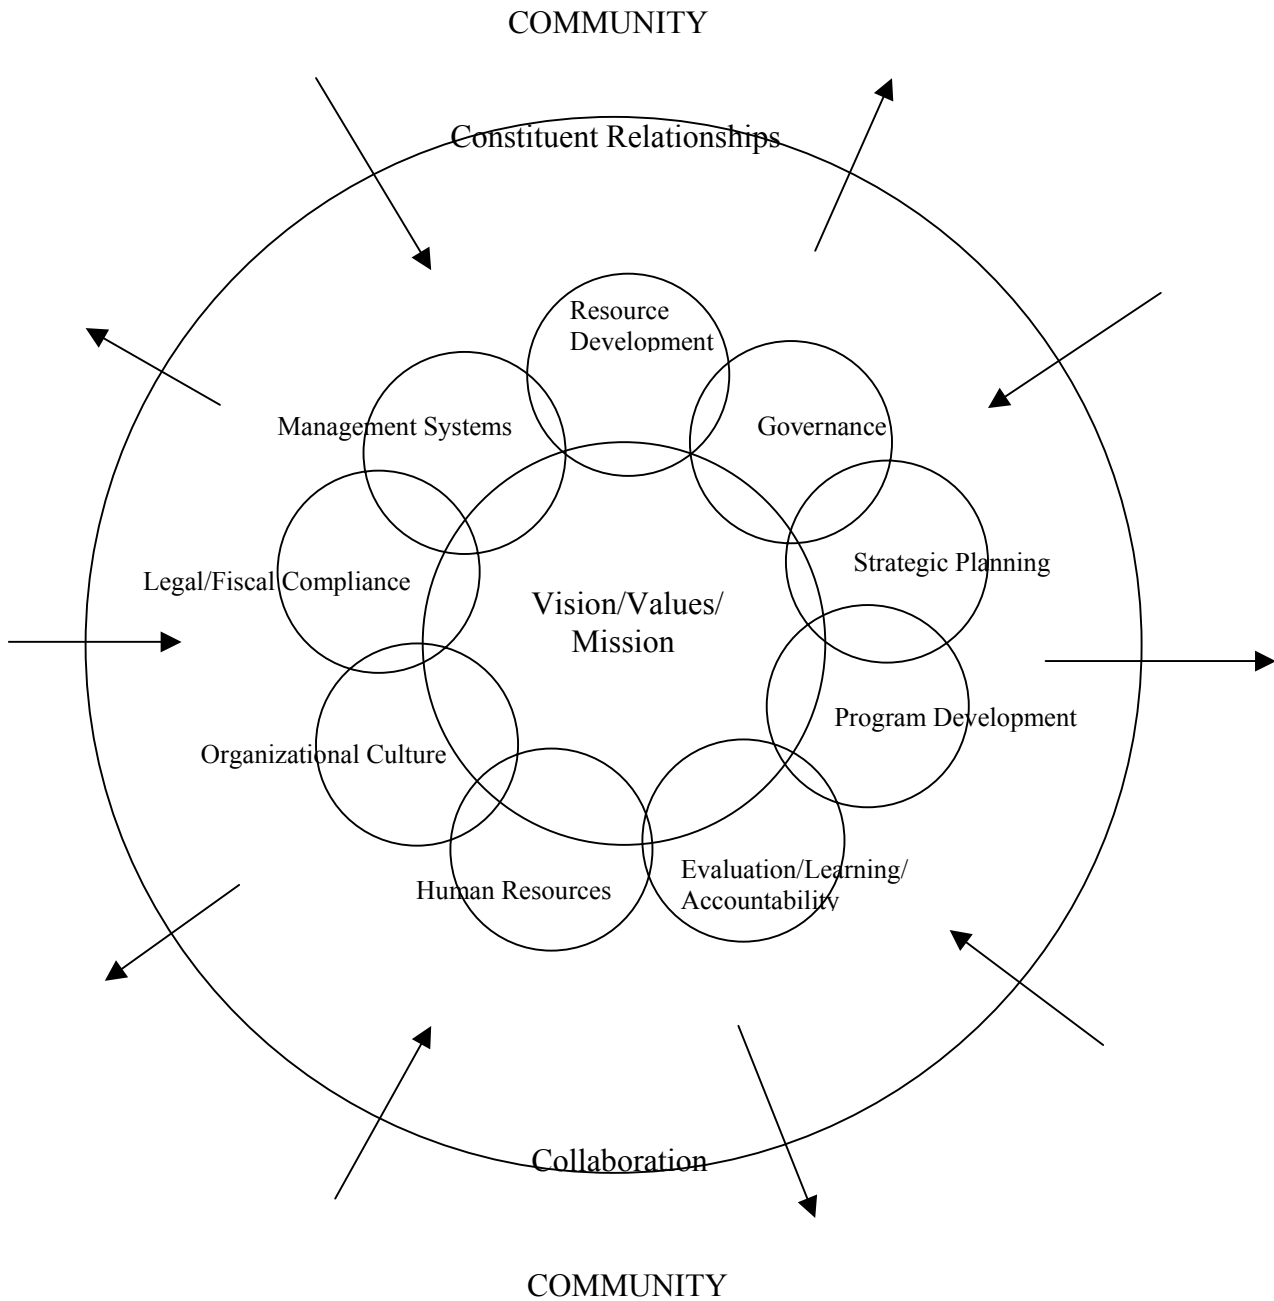 COMMUNITY
Constituent Relationships
Resource
Development
Management Systems
Governance
Strategic Planning
Legal/Fiscal Compliance
Vision/Values/
Mission
Program Development
Organizational Culture
Evaluation/Learning/
Accountability
Human Resources
Collaboration
COMMUNITY